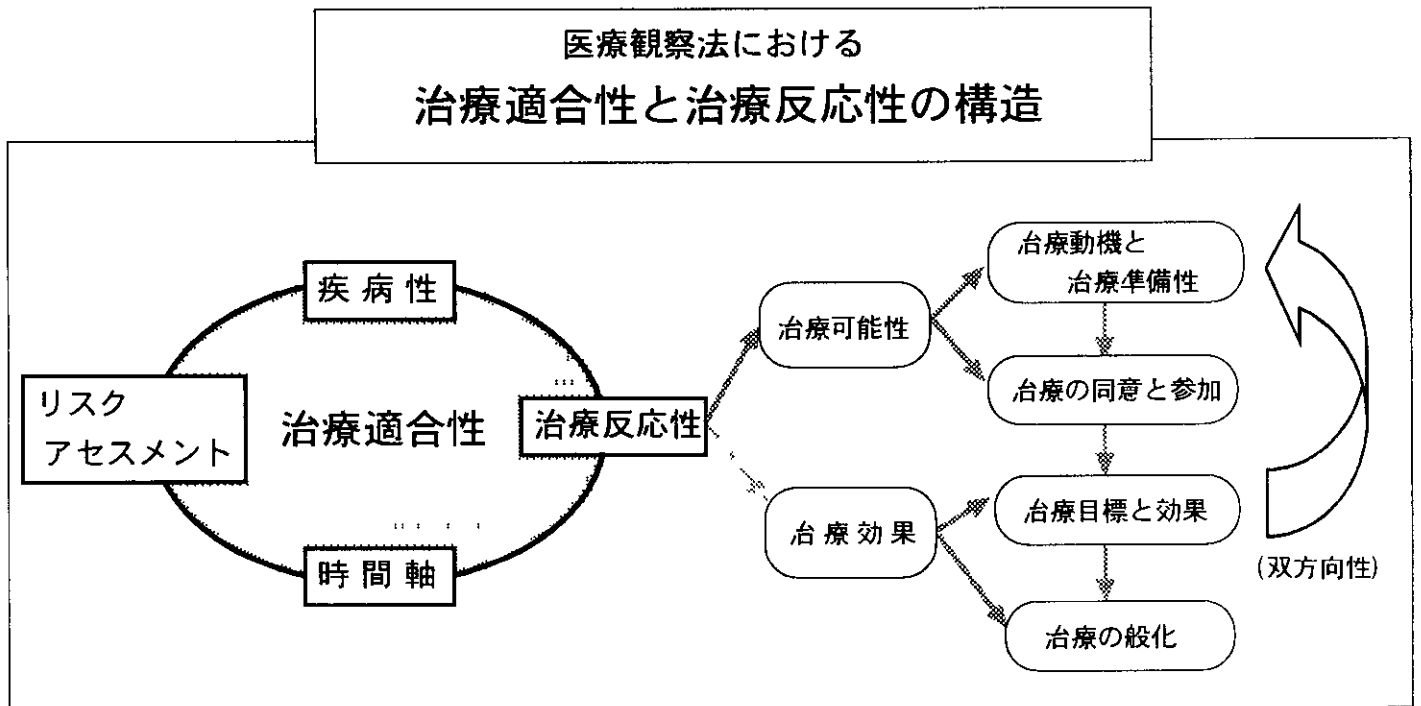 医療観察法における
治療適合性と治療反応性の構造
疾病性
リスク
アセスメント
治療適合性
治療反応性
時間軸
治療可能性
治療効果
治療動機と
治療準備性
治療の同意と参加
治療目標と効果
治療の般化
(双方向性)